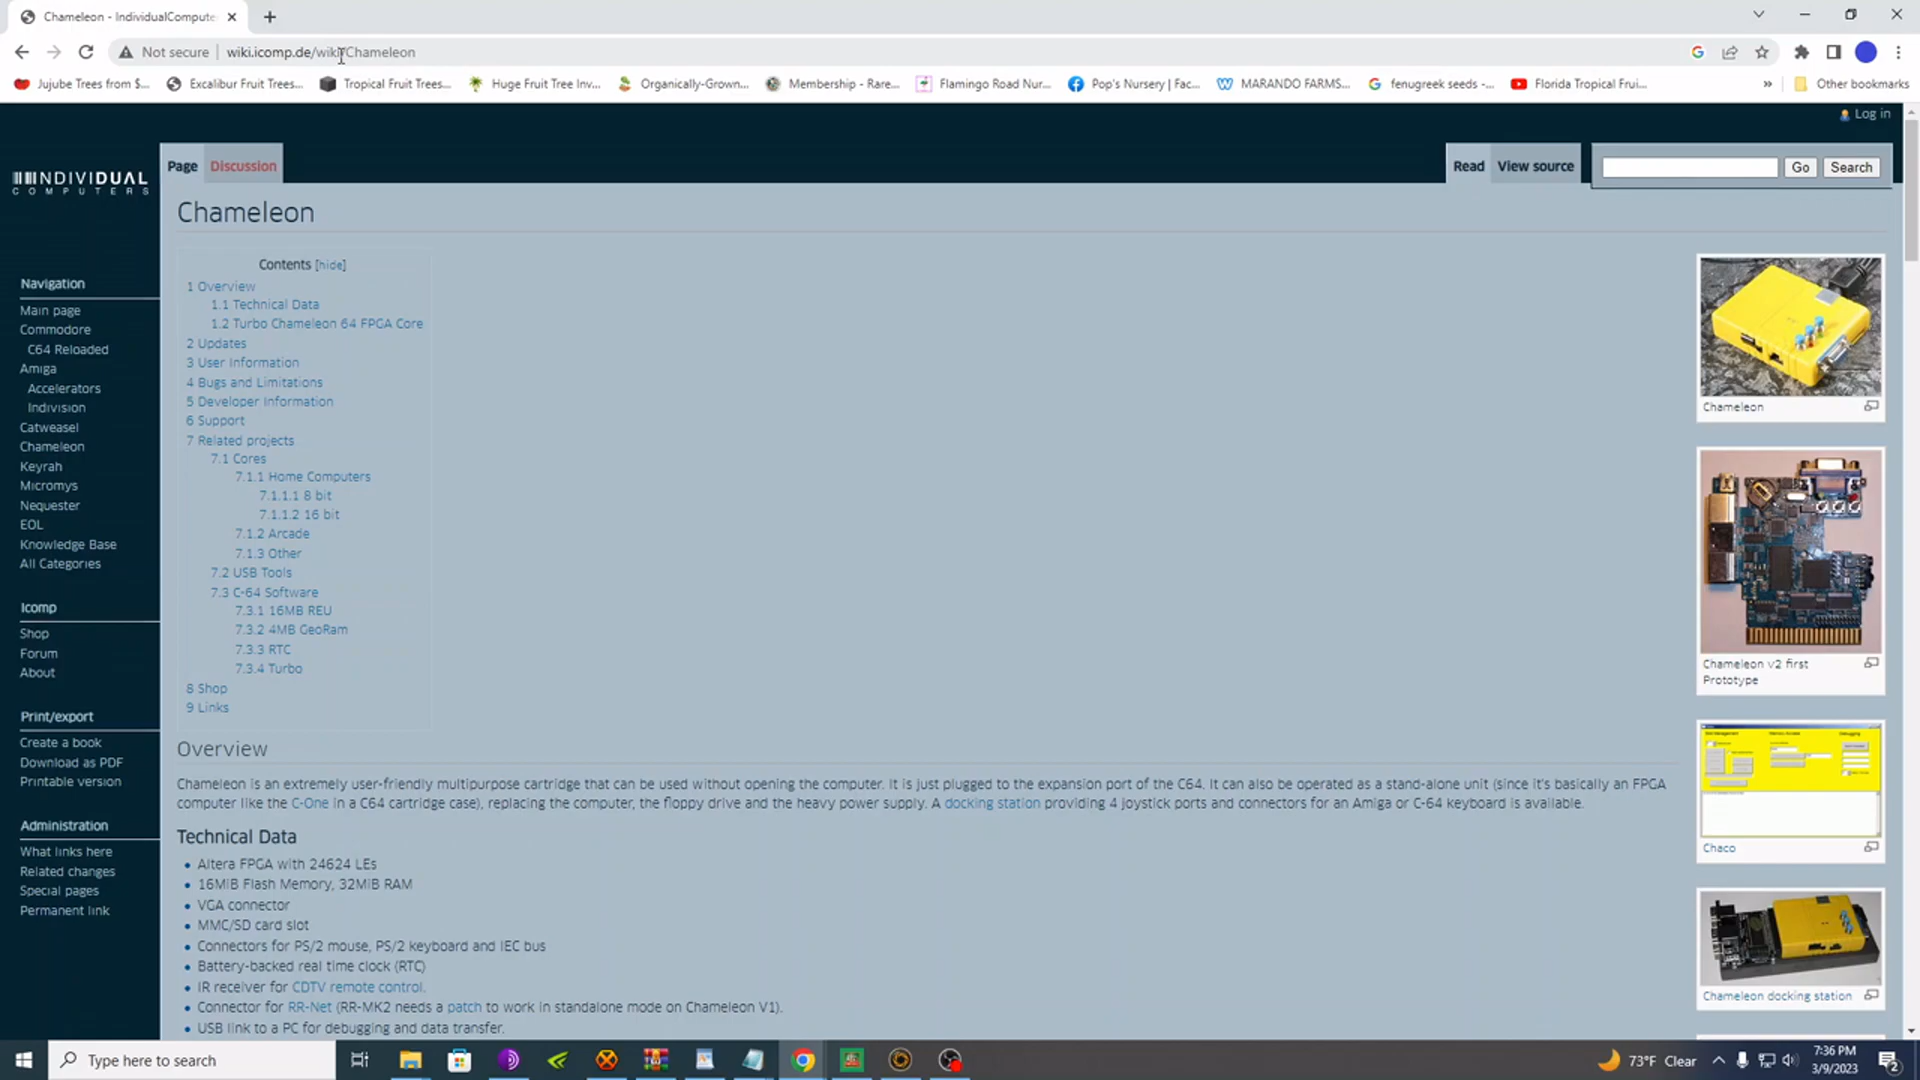 Chameleon - IndividualCompute
Not secure
wiki.icomp.de/wiki/Chameleon
Jujube Trees from $...
Excalibur Fruit Trees...
Tropical Fruit Trees...
Huge Fruit Tree Inv...
Organically-Grown...
Membership - Rare...
Flamingo Road Nur...
Pop's Nursery | Fac...
MARANDO FARMS...
fenugreek seeds -...
Florida Tropical Frui...
»
Other bookmarks
Log in
INDIVIDUAL
COMPUTERS
Page
Discussion
Read
View source
Go
Search
Chameleon
Navigation
Main page
Commodore
C64 Reloaded
Amiga
Accelerators
Indivision
Catweasel
Chameleon
Keyrah
Micromys
Nequester
EOL
Knowledge Base
All Categories
Icomp
Shop
Forum
About
Print/export
Create a book
Download as PDF
Printable version
Administration
What links here
Related changes
Special pages
Permanent link
Contents [hide]
1 Overview
1.1 Technical Data
1.2 Turbo Chameleon 64 FPGA Core
2 Updates
3 User Information
4 Bugs and Limitations
5 Developer Information
6 Support
7 Related projects
7.1 Cores
7.1.1 Home Computers
7.1.1.1 8 bit
7.1.1.2 16 bit
7.1.2 Arcade
7.1.3 Other
7.2 USB Tools
7.3 C-64 Software
7.3.1 16MB REU
7.3.2 4MB GeoRam
7.3.3 RTC
7.3.4 Turbo
8 Shop
9 Links
Overview
Chameleon is an extremely user-friendly multipurpose cartridge that can be used without opening the computer. It is just plugged to the expansion port of the C64. It can also be operated as a stand-alone unit (since it's basically an FPGA
computer like the C-One in a C64 cartridge case), replacing the computer, the floppy drive and the heavy power supply. A docking station providing 4 joystick ports and connectors for an Amiga or C-64 keyboard is available.
Technical Data
• Altera FPGA with 24624 LEs
• 16MiB Flash Memory, 32MiB RAM
• VGA connector
• MMC/SD card slot
• Connectors for PS/2 mouse, PS/2 keyboard and IEC bus
• Battery-backed real time clock (RTC)
• IR receiver for CDTV remote control.
• Connector for RR-Net (RR-MK2 needs a patch to work in standalone mode on Chameleon V1).
• USB link to a PC for debugging and data transfer.
Chameleon
Chameleon v2 first
Prototype
Chaco
Chameleon docking station
Type here to search
73°F Clear
7:36 PM
3/9/2023
2